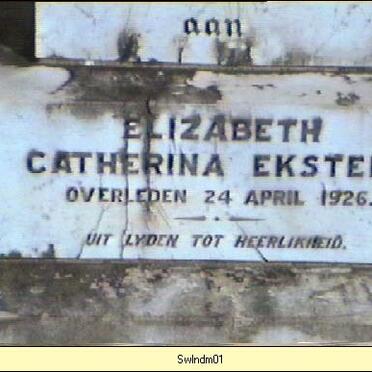 aan
ELIZABETH
CATHERINA EKSTE
OVERLEDEN 24 APRIL 1926.
UIT LYDEN TOT HEERLIKHEID.
Swlndm01